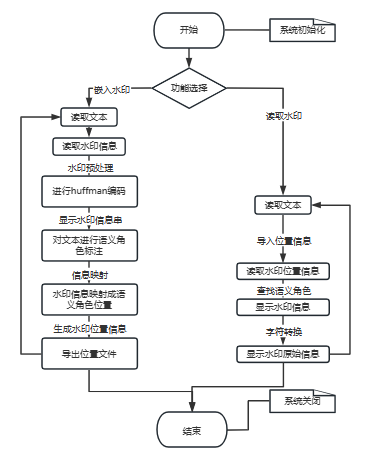 开始
系统初始化
功能选择
嵌入水印
读取文本
读取水印信息
水印预处理
进行huffman编码
显示水印信息串
对文本进行语义角
色标注
信息映射
水印信息映射成语
义角色位置
生成水印位置信息
导出位置文件
读取水印
读取文本
导入位置信息
读取水印位置信息
查找语义角色
显示水印信息
字符转换
显示水印原始信息
系统关闭
结束